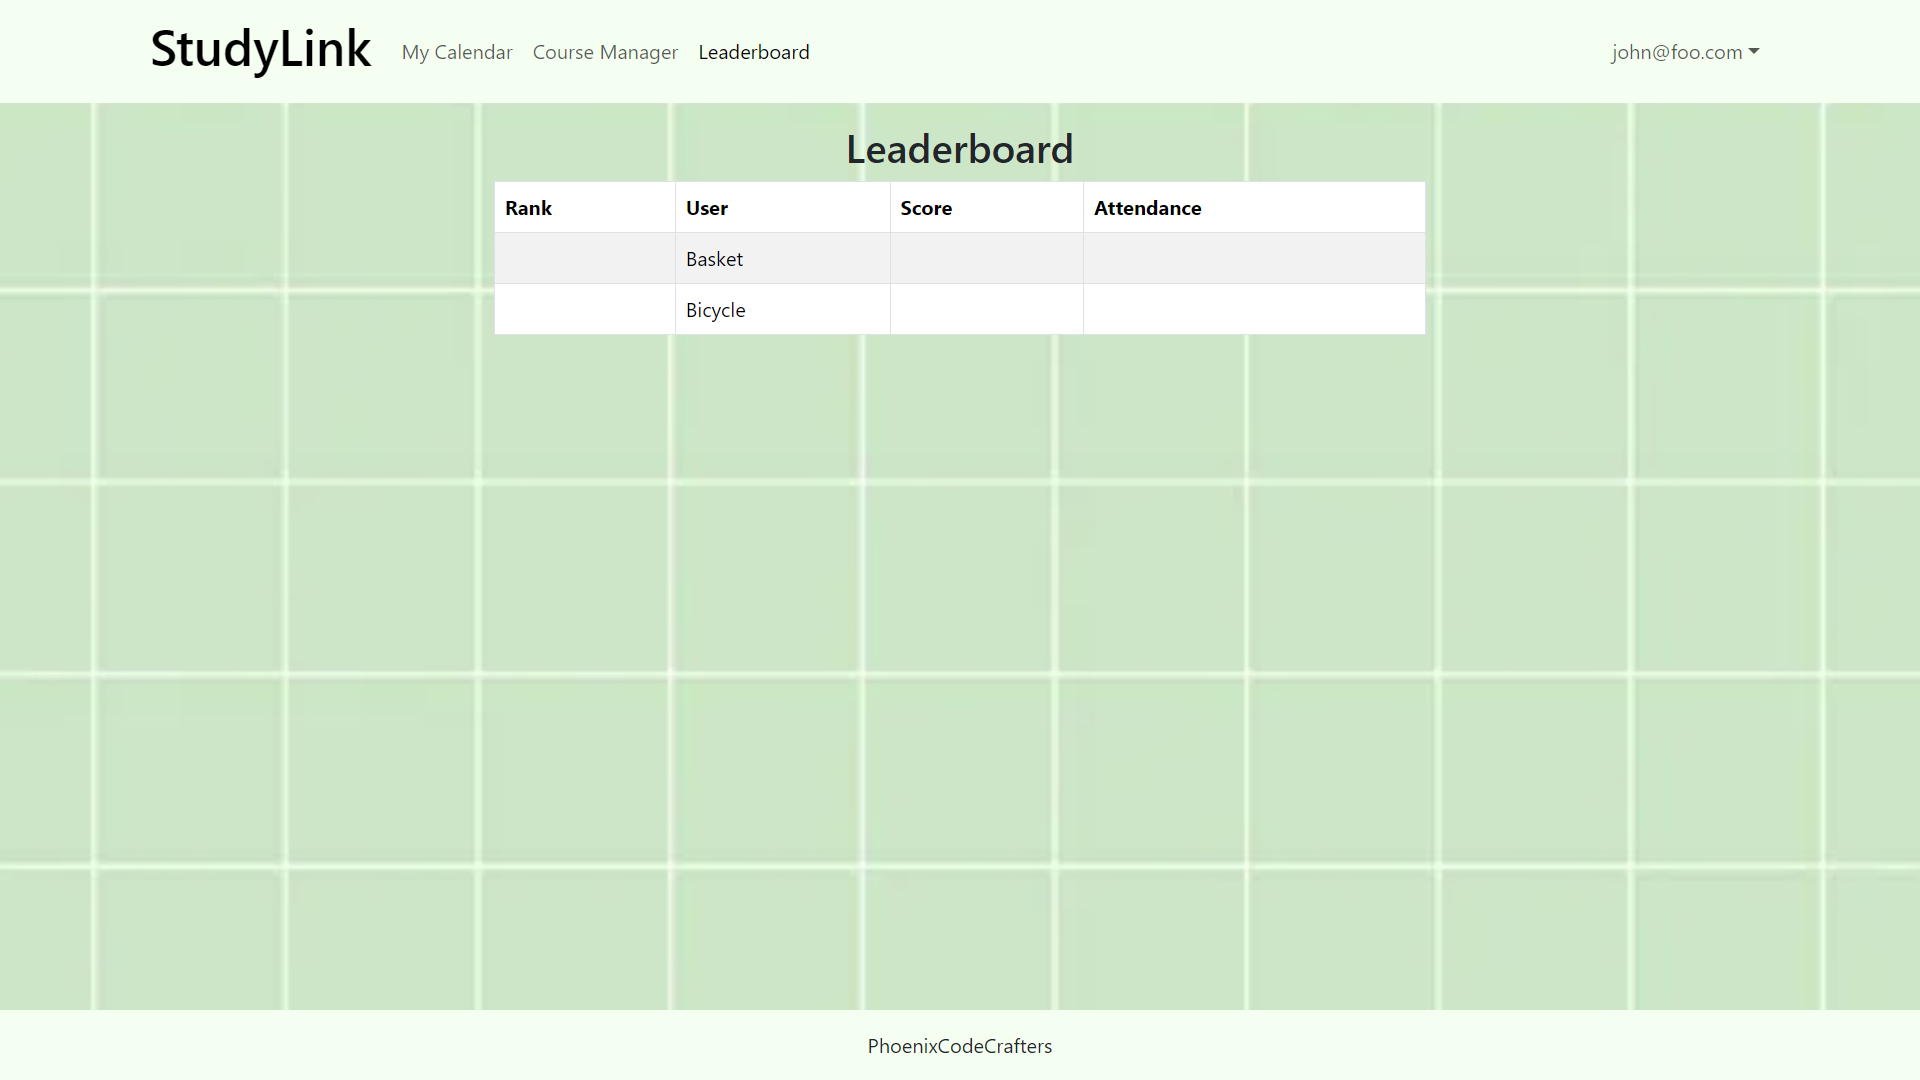 StudyLink My Calendar Course Manager Leaderboard john@foo.com
Leaderboard
Rank User Score Attendance
Basket
Bicycle
PhoenixCodeCrafters